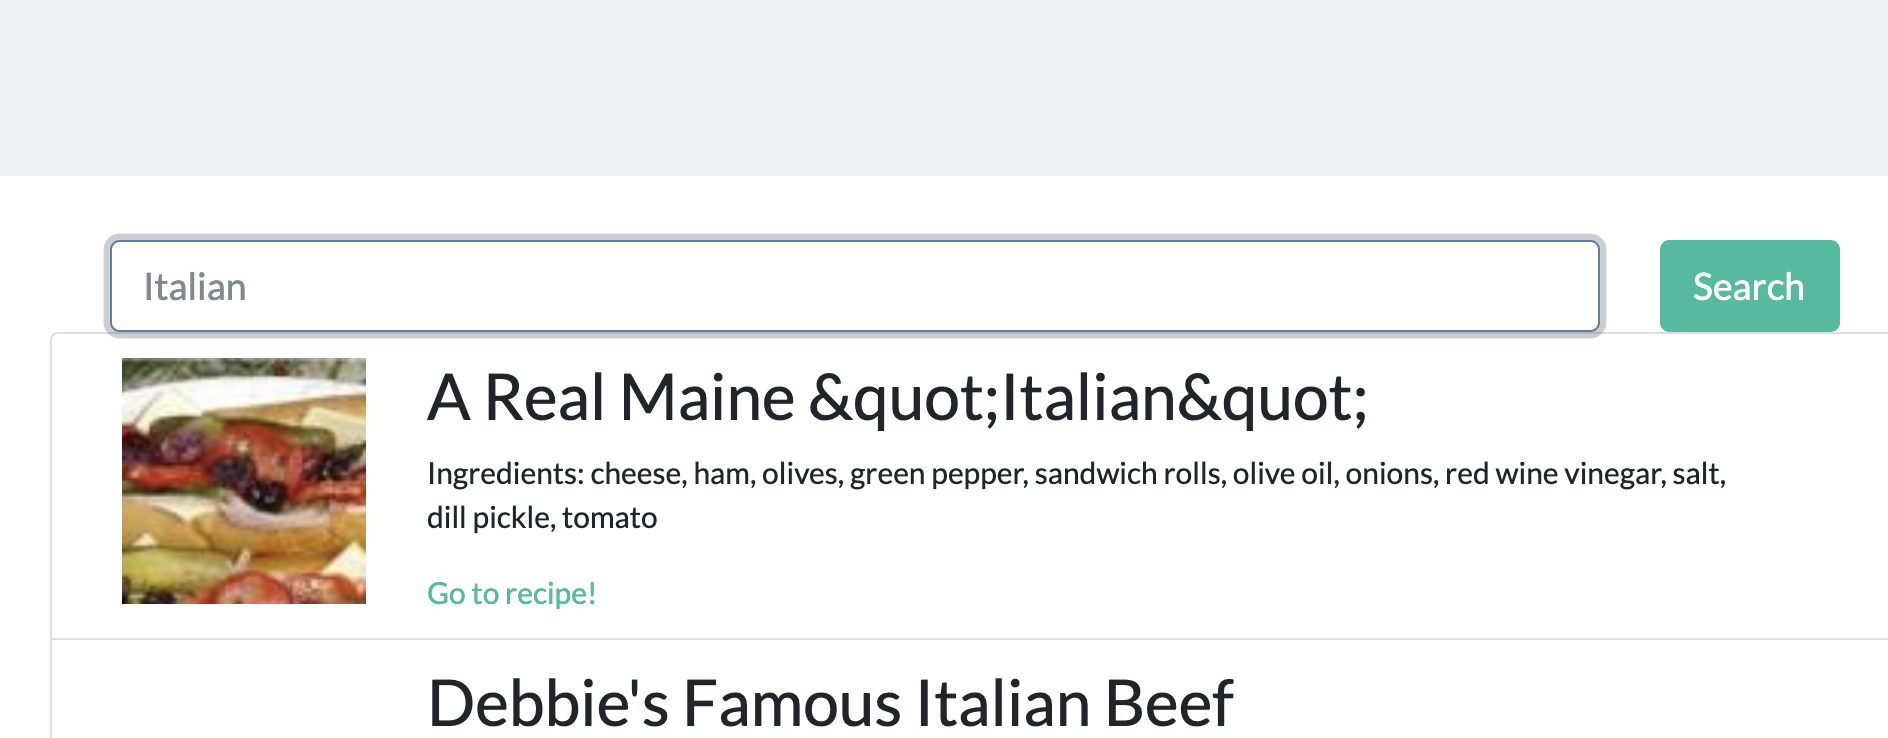 Italian
Search
A Real Maine &quot;Italian&quot;
Ingredients: cheese, ham, olives, green pepper, sandwich rolls, olive oil, onions, red wine vinegar, salt,
dill pickle, tomato
Go to recipe!
Debbie's Famous Italian Beef